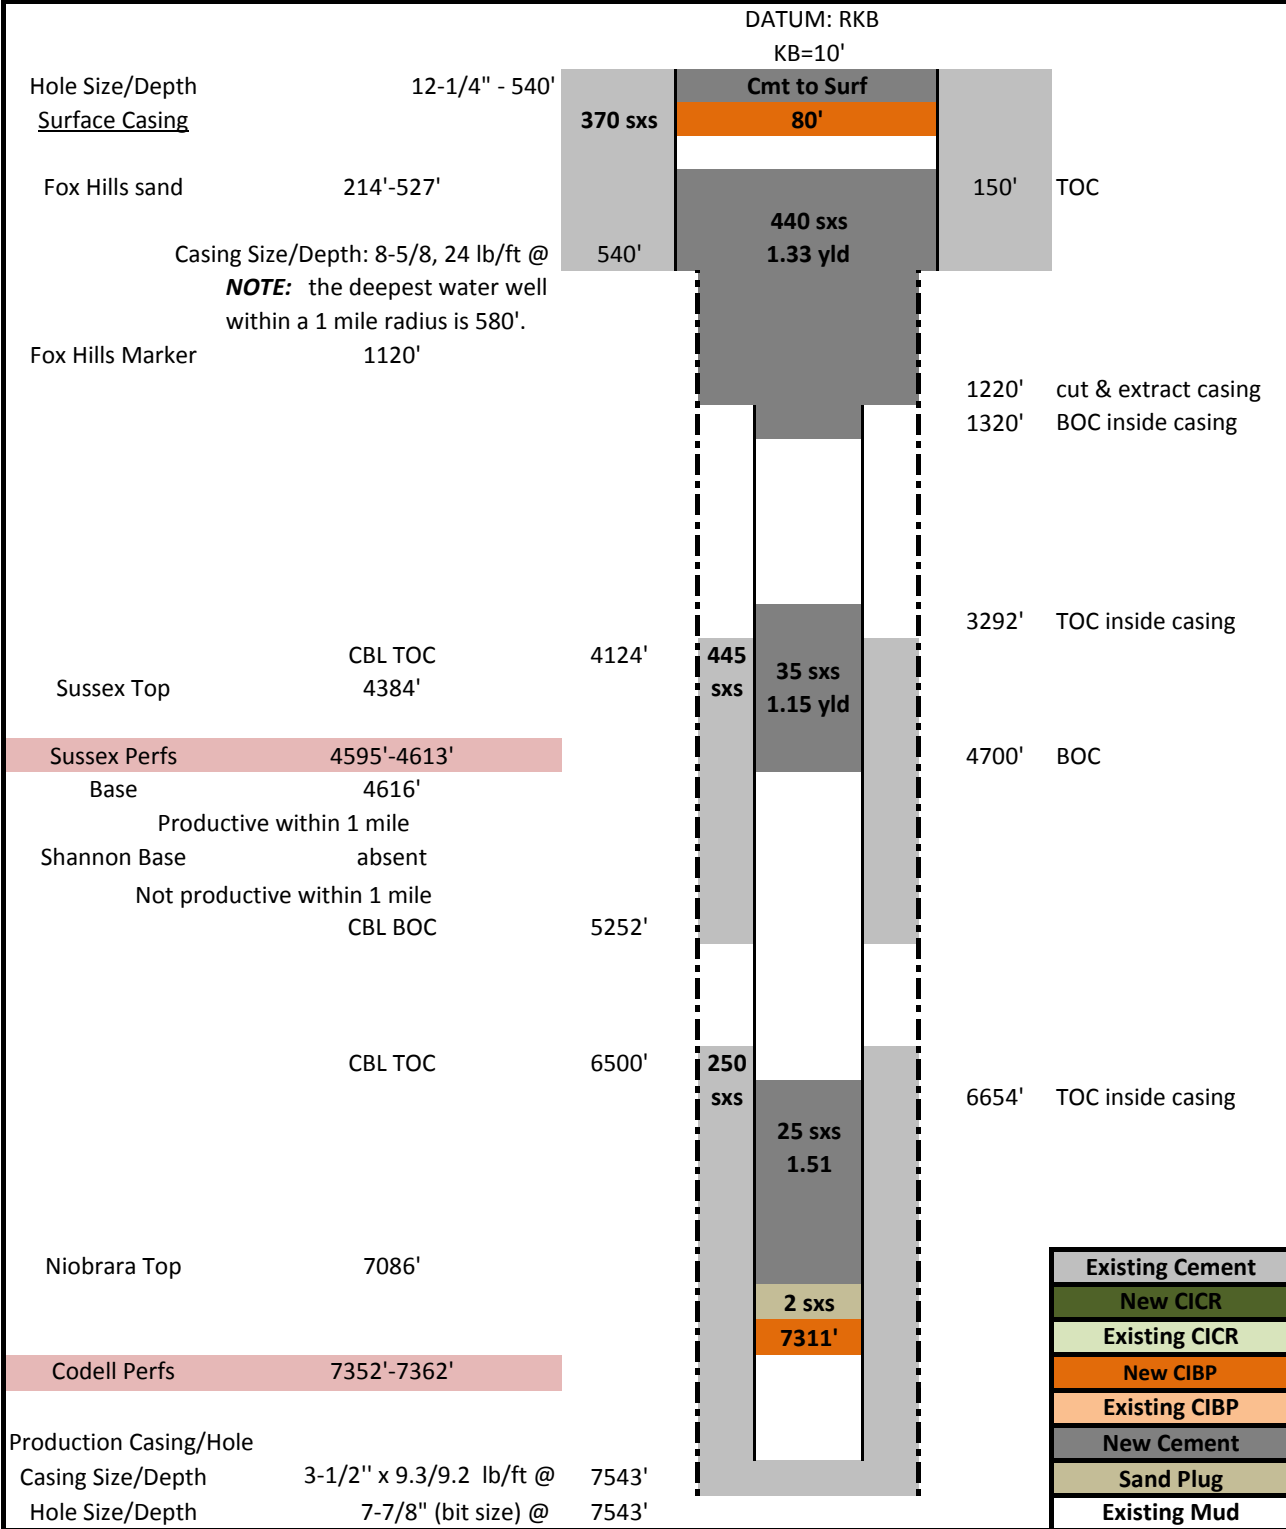 DATUM: RKB
KB=10'
Hole Size/Depth 12-1/4" - 540' Cmt to Surf
Surface Casing 370 sxs 80'
Fox Hills sand 214'-527' 150' TOC
440 sxs
Casing Size/Depth: 8-5/8, 24 lb/ft @ 540' 1.33 yld
NOTE: the deepest water well
within a 1 mile radius is 580'.
Fox Hills Marker 1120'
1220' cut & extract casing
1320' BOC inside casing
3292' TOC inside casing
CBL TOC 4124' 445 35 sxs
Sussex Top 4384' sxs 1.15 yld
Sussex Perfs 4595'-4613' 4700' BOC
Base 4616'
Productive within 1 mile
Shannon Base absent
Not productive within 1 mile
CBL BOC 5252'
CBL TOC 6500' 250
sxs 6654' TOC inside casing
25 sxs
1.51
Niobrara Top 7086' Existing Cement
2 sxs New CICR
7311' Existing CICR
Codell Perfs 7352'-7362' New CIBP
Existing CIBP
Production Casing/Hole New Cement
Casing Size/Depth 3-1/2'' x 9.3/9.2 lb/ft @ 7543' Sand Plug
Hole Size/Depth 7-7/8" (bit size) @ 7543' Existing Mud